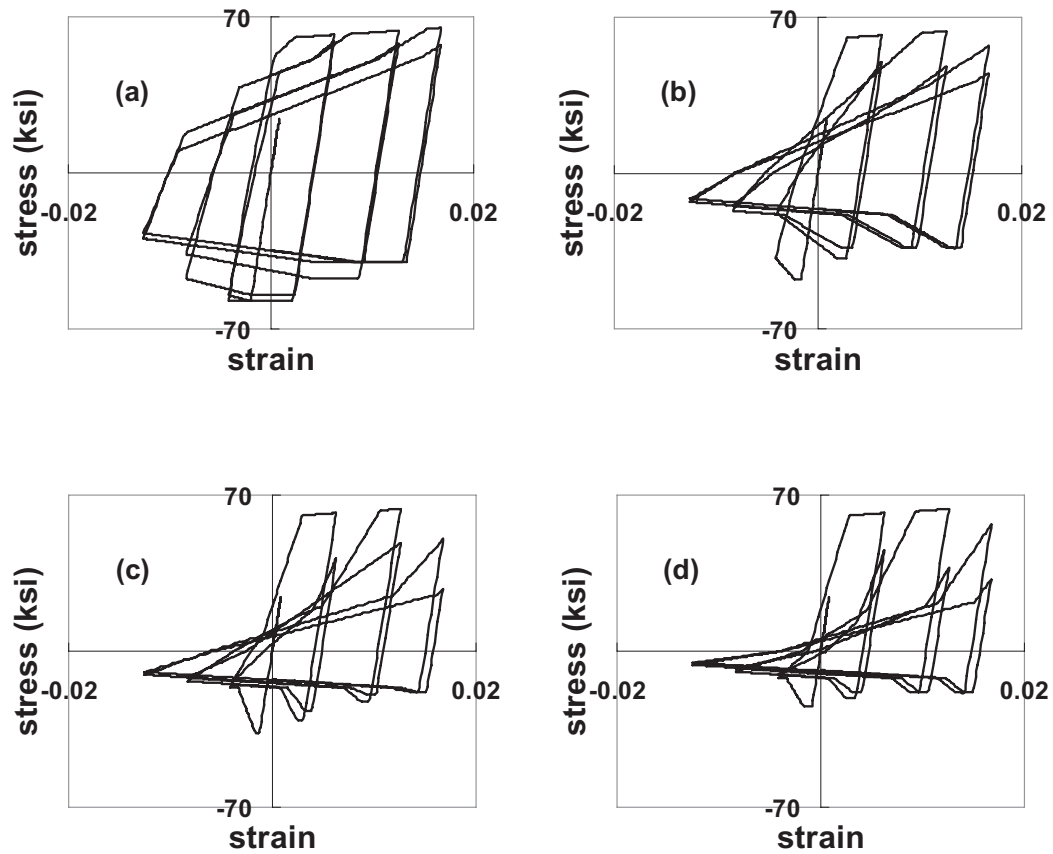 70
(a)
stress (ksi)
-0.02
0.02
-70
strain
70
(b)
stress (ksi)
-0.02
0.02
-70
strain
70
(c)
stress (ksi)
-0.02
0.02
-70
strain
70
(d)
stress (ksi)
-0.02
0.02
-70
strain